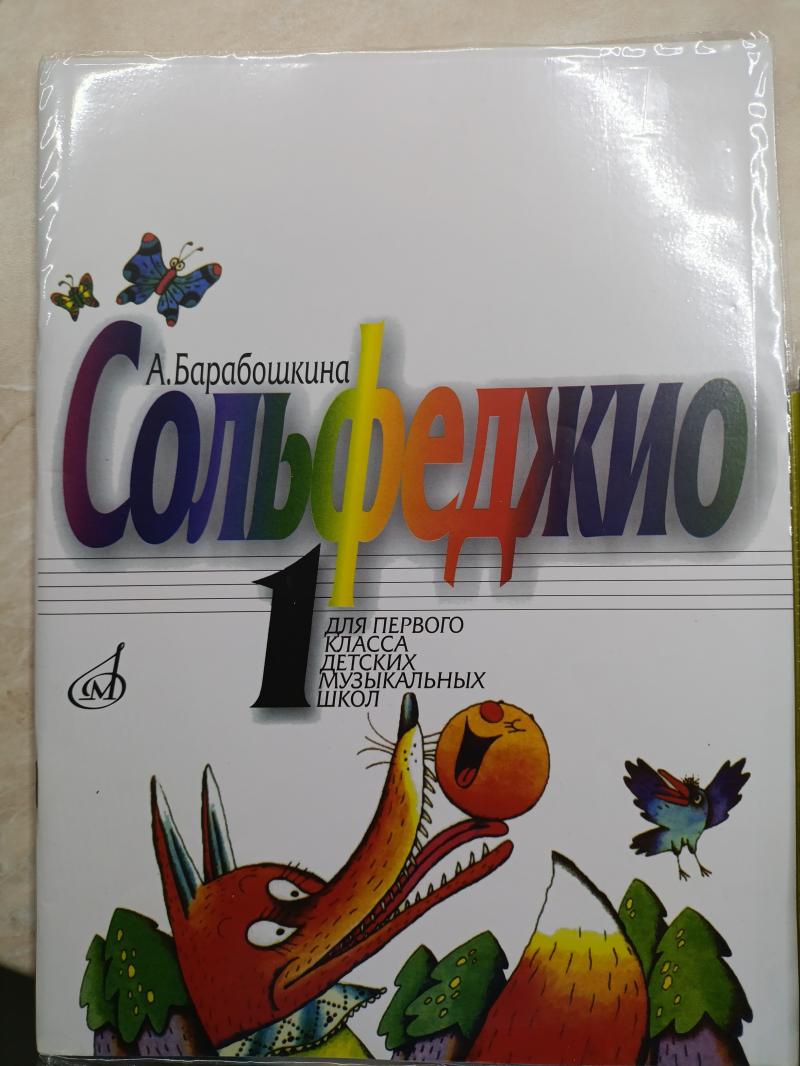 А.Барабошкина
Сольфеджио
1
ДЛЯ ПЕРВОГО
КЛАССА
ДЕТСКИХ
МУЗЫКАЛЬНЫХ
ШКОЛ
М